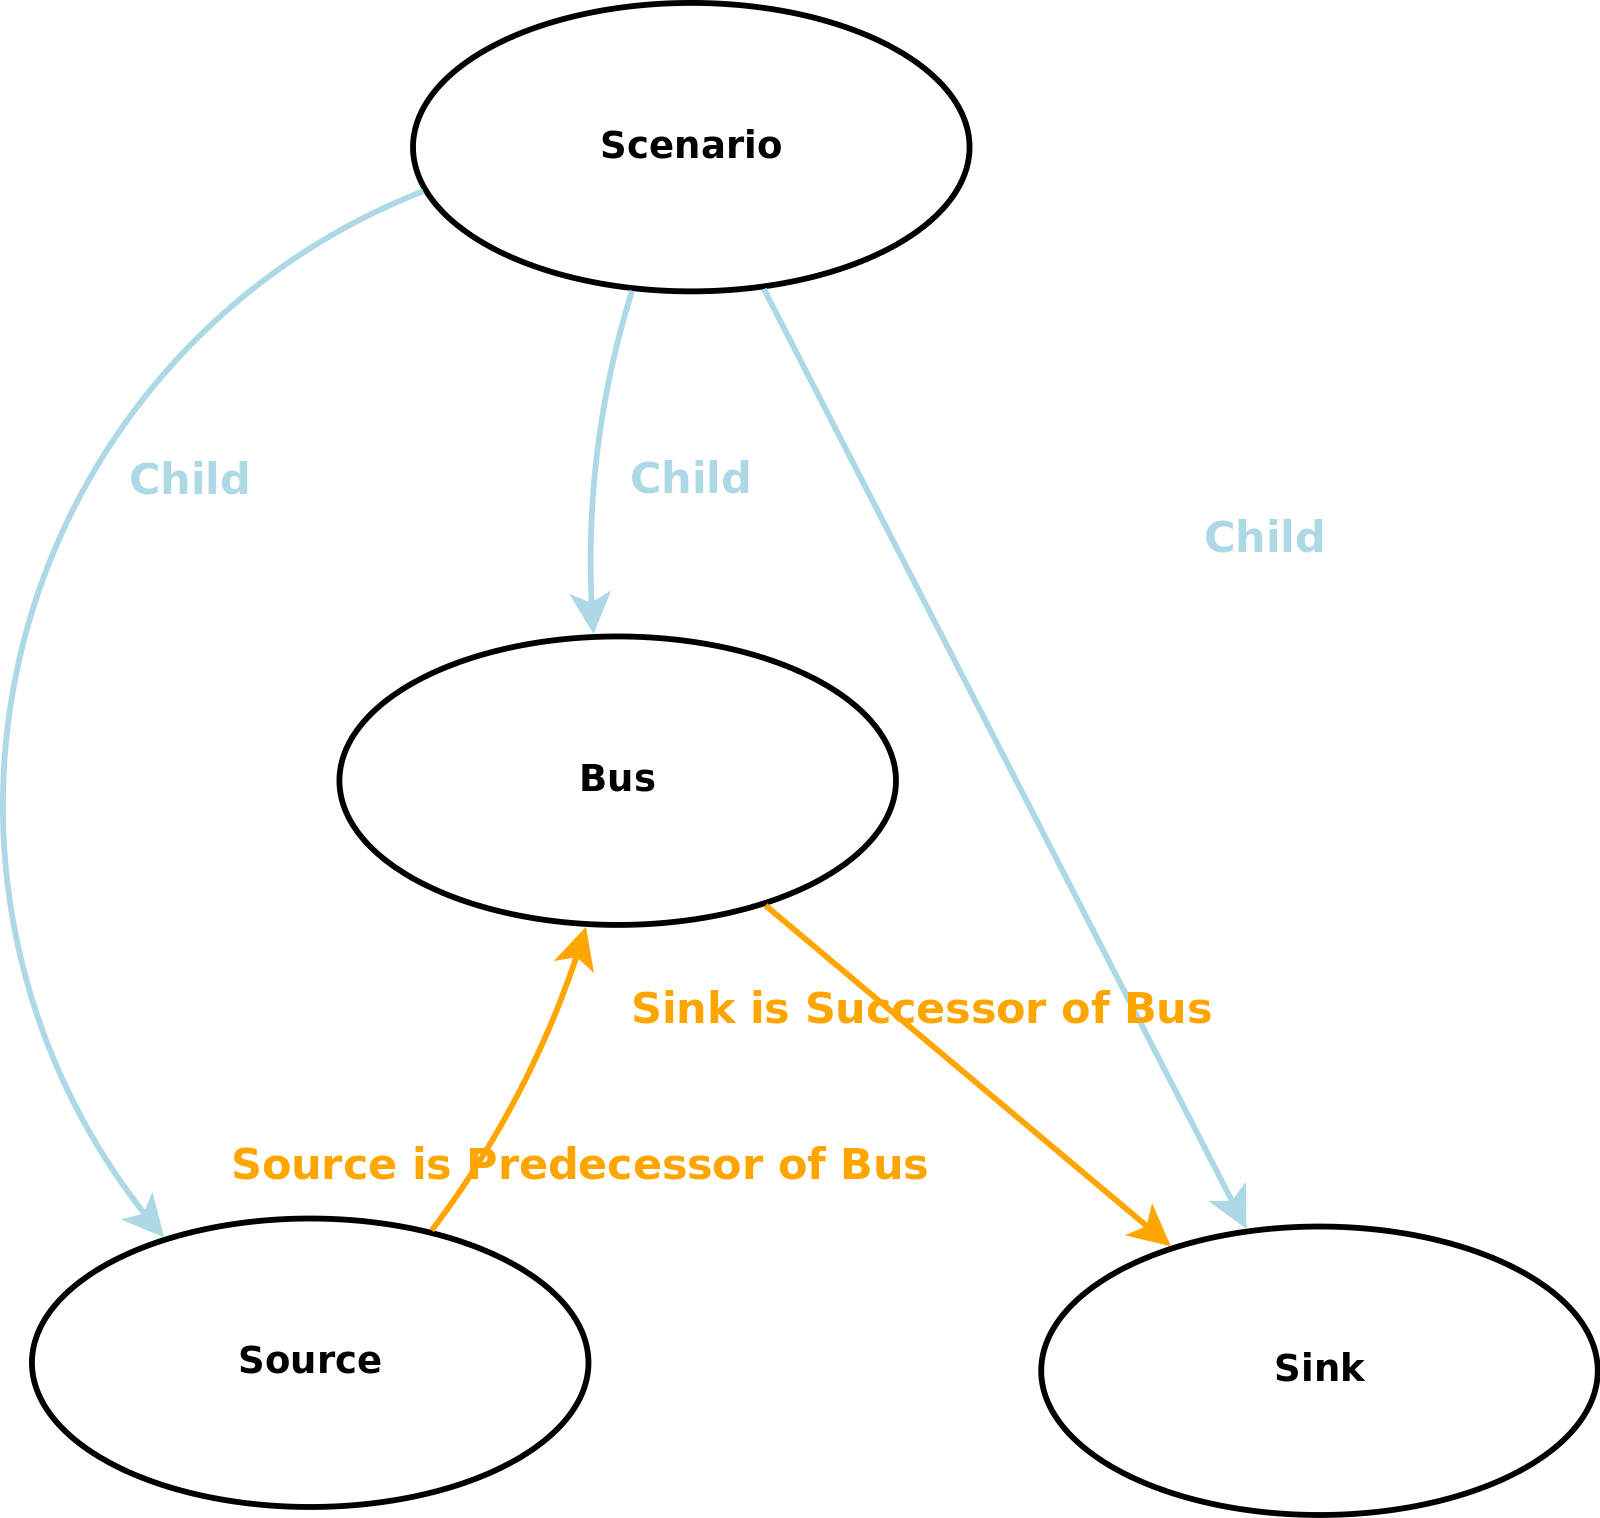 Scenario
Child
Child
Child
Bus
Sink is Successor of Bus
Source is Predecessor of Bus
Source
Sink